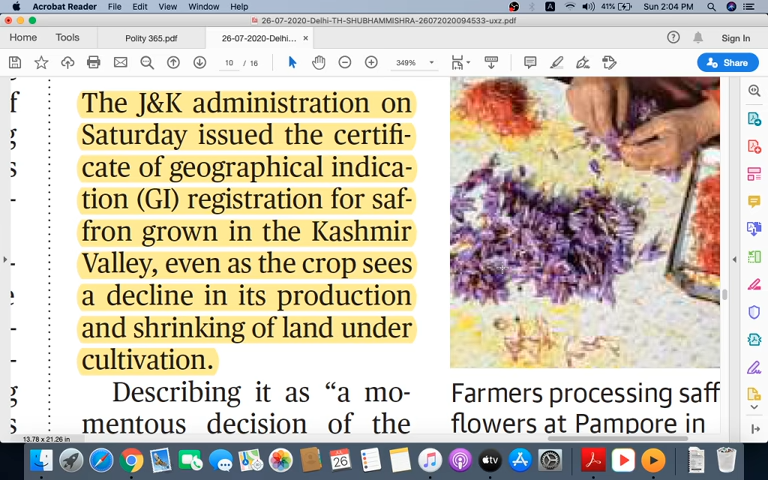 Acrobat Reader File Edit View Window Help
41% Sun 2:04 PM
26-07-2020-Delhi-TH-SHUBHAMMISHRA-26072020094533-uxz.pdf
Home Tools Polity 365.pdf 26-07-2020-Delhi... × Sign In
10 / 16 349% Share
The J&K administration on
Saturday issued the certifi-
cate of geographical indica-
tion (GI) registration for saf-
fron grown in the Kashmir
Valley, even as the crop sees
a decline in its production
and shrinking of land under
cultivation.
Describing it as “a mo-
mentous decision of the
Farmers processing saff
flowers at Pampore in
13.78 x 21.26 in
JUL
26